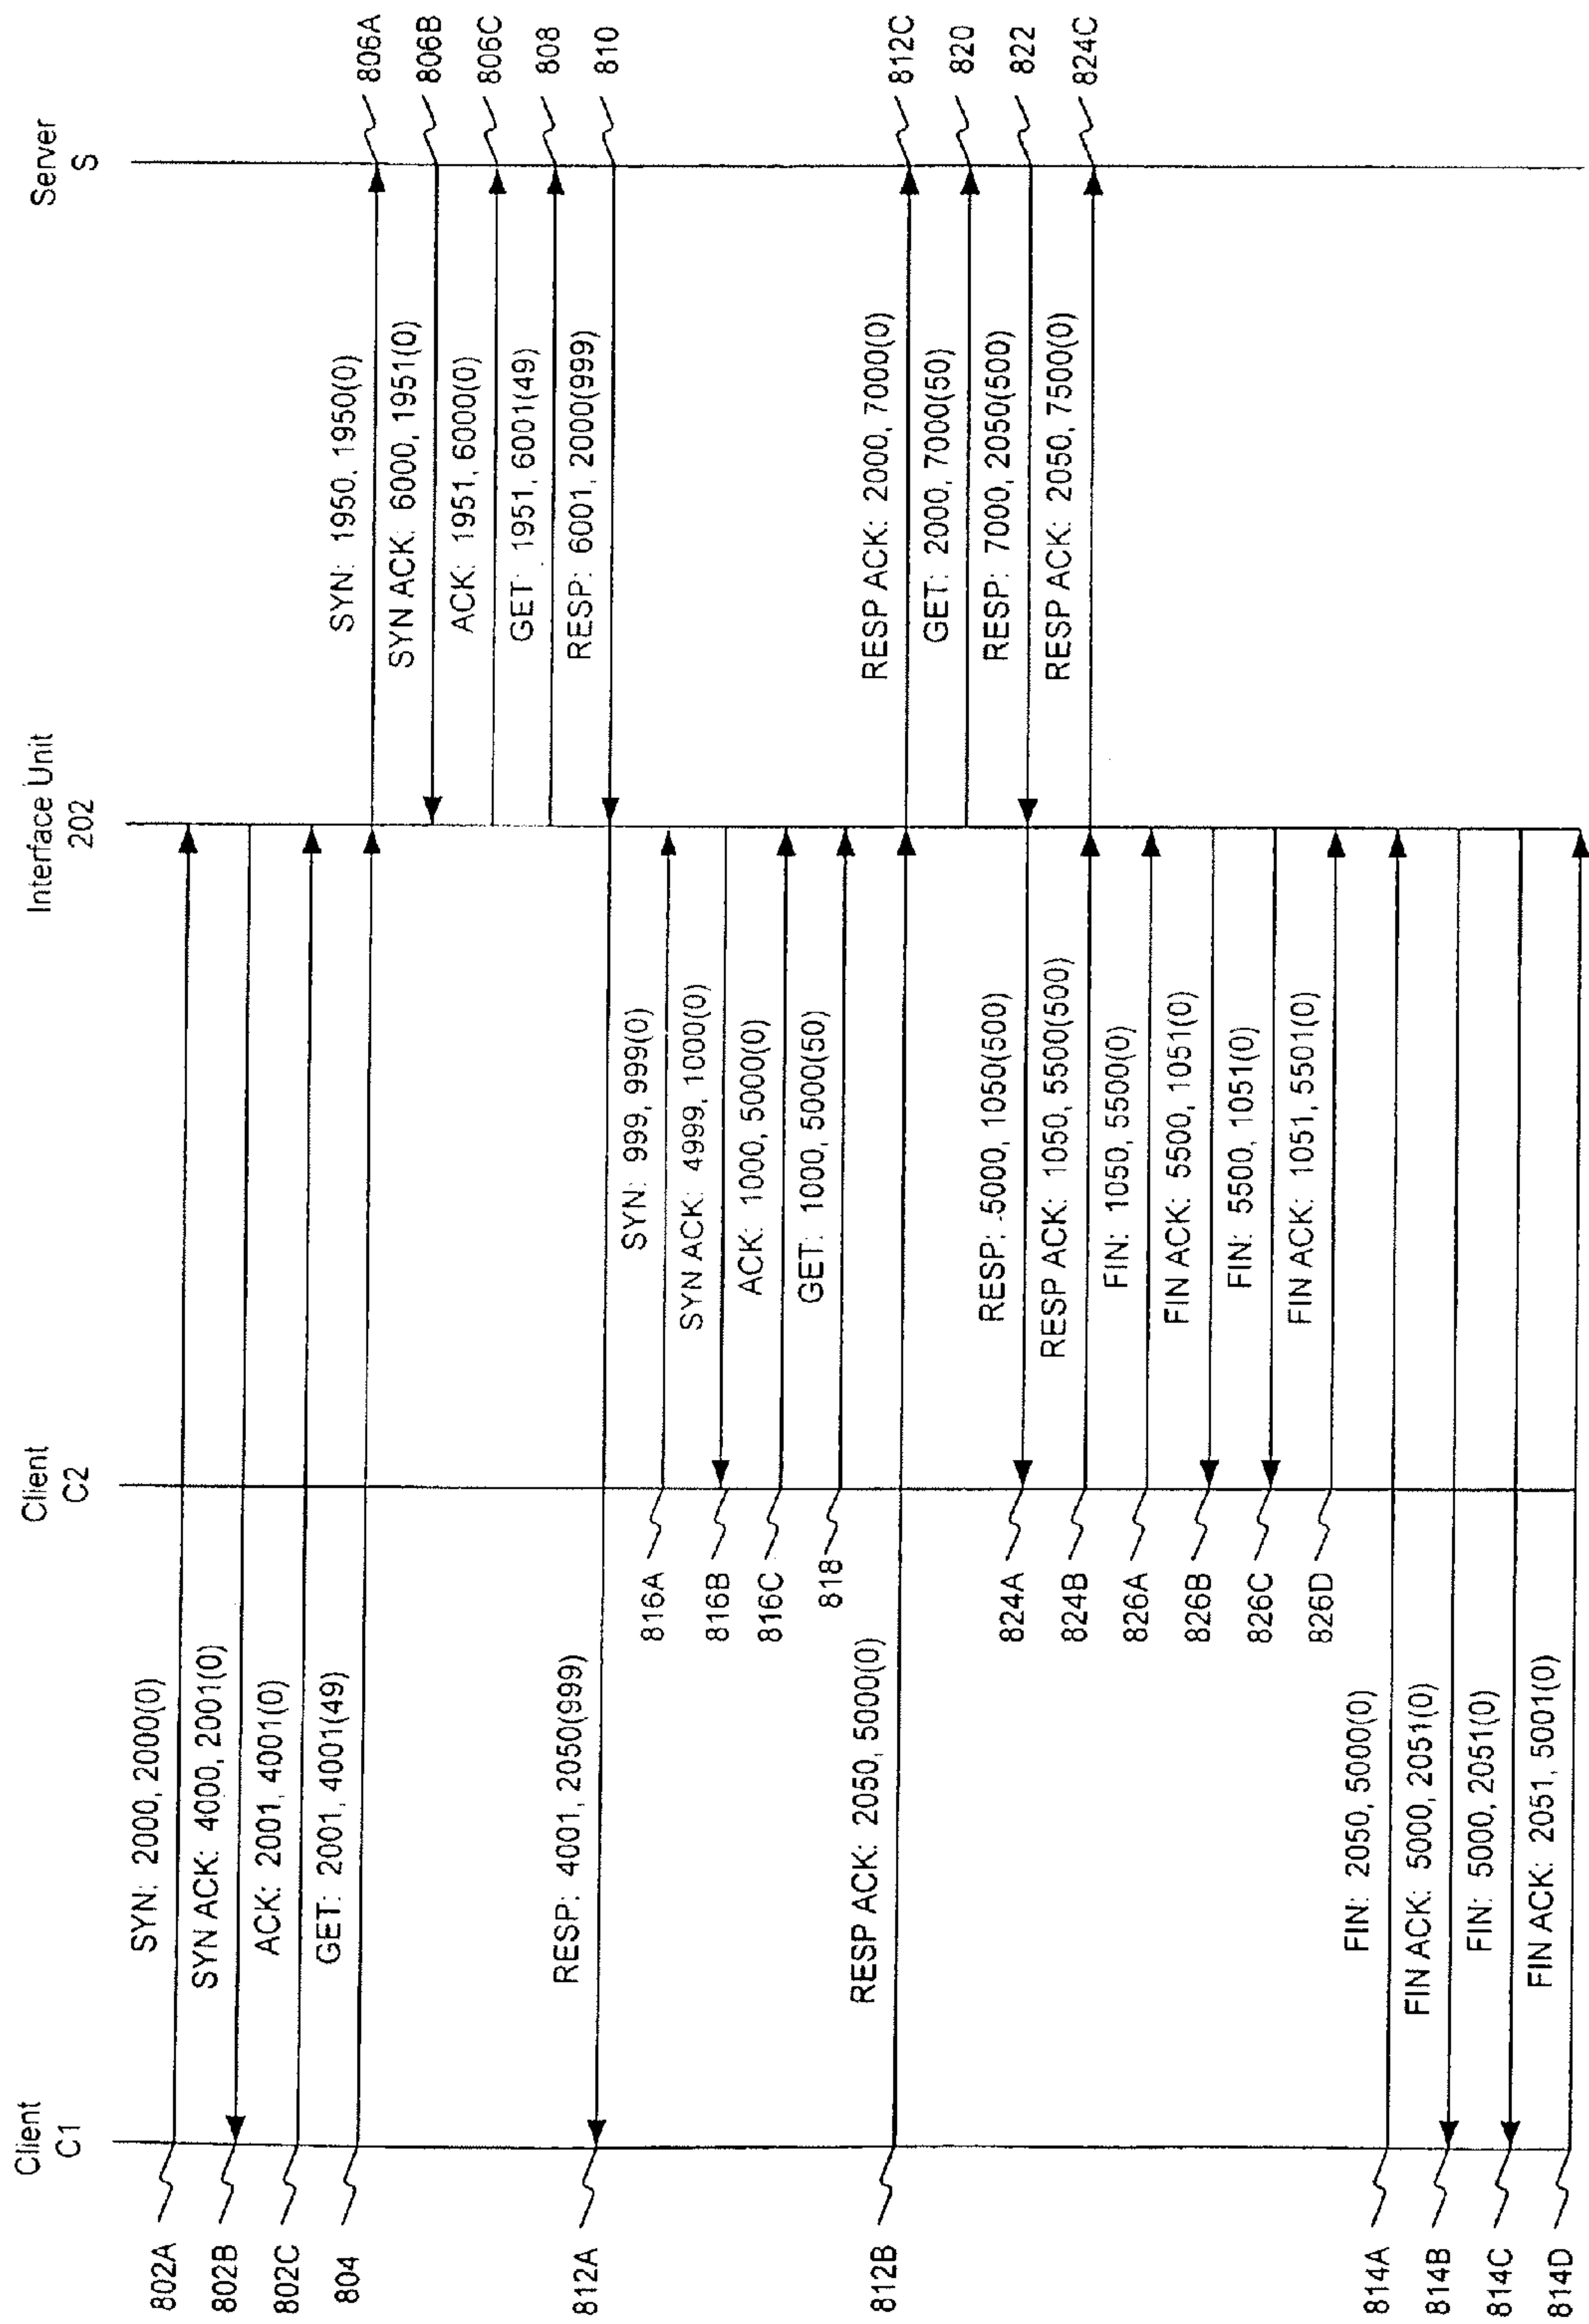 Client
C1
Client
C2
Interface Unit
202
Server
S
802A
SYN: 2000, 2000(0)
802B
SYN ACK: 4000, 2001(0)
802C
ACK: 2001, 4001(0)
804
GET: 2001, 4001(49)
SYN: 1950, 1950(0)
806A
SYN ACK: 6000, 1951(0)
806B
ACK: 1951, 6000(0)
806C
GET: 1951, 6001(49)
808
RESP: 6001, 2000(999)
810
812A
RESP: 4001, 2050(999)
816A
SYN: 999, 999(0)
816B
SYN ACK: 4999, 1000(0)
816C
ACK: 1000, 5000(0)
818
GET: 1000, 5000(50)
812B
RESP ACK: 2050, 5000(0)
RESP ACK: 2000, 7000(0)
812C
GET: 2000, 7000(50)
820
RESP: 7000, 2050(500)
822
824A
RESP: 5000, 1050(500)
824B
RESP ACK: 1050, 5500(500)
RESP ACK: 2050, 7500(0)
824C
826A
FIN: 1050, 5500(0)
826B
FIN ACK: 5500, 1051(0)
826C
FIN: 5500, 1051(0)
826D
FIN ACK: 1051, 5501(0)
814A
FIN: 2050, 5000(0)
814B
FIN ACK: 5000, 2051(0)
814C
FIN: 5000, 2051(0)
814D
FIN ACK: 2051, 5001(0)